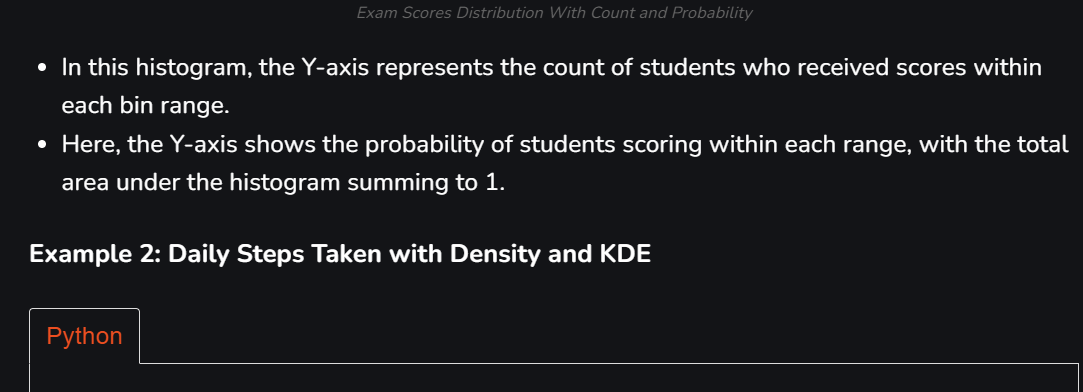 Exam Scores Distribution With Count and Probability
• In this histogram, the Y-axis represents the count of students who received scores within
each bin range.
• Here, the Y-axis shows the probability of students scoring within each range, with the total
area under the histogram summing to 1.
Example 2: Daily Steps Taken with Density and KDE
Python